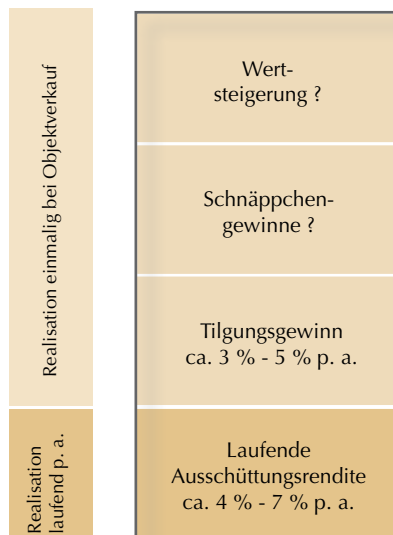 Realisation einmalig bei Objektverkauf
Wert-
steigerung ?
Schnäppchen-
gewinne ?
Tilgungsgewinn
ca. 3 % - 5 % p. a.
Realisation
laufend p. a.
Laufende
Ausschüttungsrendite
ca. 4 % - 7 % p. a.